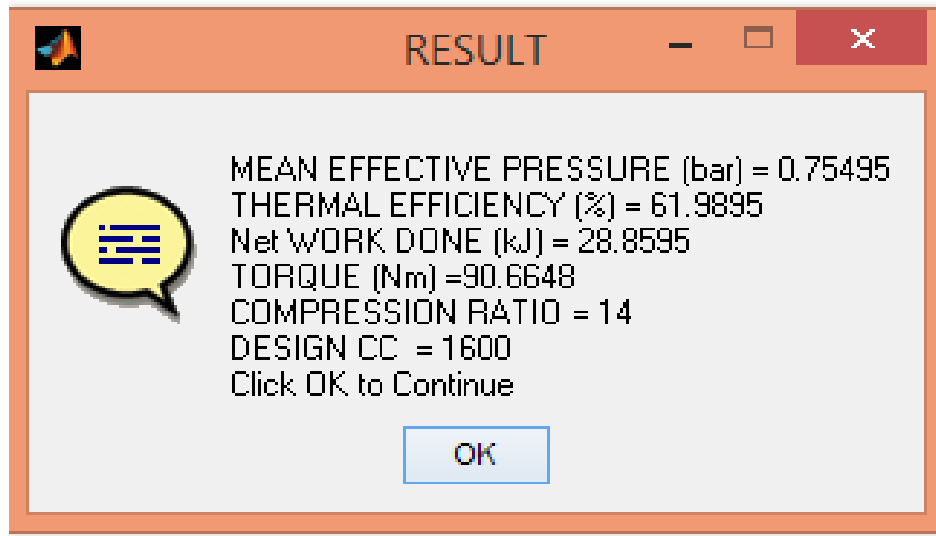 RESULT
MEAN EFFECTIVE PRESSURE (bar) = 0.75495
THERMAL EFFICIENCY (%) = 61.9895
Net WORK DONE (kJ) = 28.8595
TORQUE (Nm) =90.6648
COMPRESSION RATIO = 14
DESIGN CC  = 1600
Click OK to Continue
OK